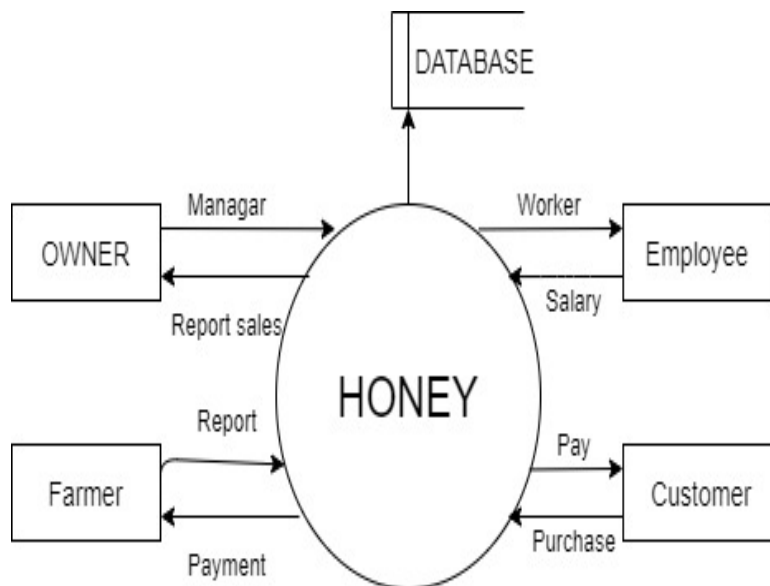 DATABASE
Managar
Worker
OWNER
Employee
Report sales
Salary
HONEY
Report
Pay
Farmer
Customer
Payment
Purchase